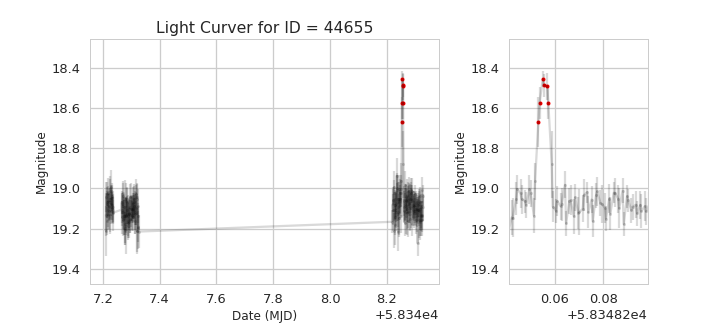 Light Curver for ID = 44655
Magnitude
18.4
18.6
18.8
19.0
19.2
19.4
7.2 7.4 7.6 7.8 8.0 8.2
Date (MJD)
+5.834e4
Magnitude
18.4
18.6
18.8
19.0
19.2
19.4
0.06 0.08
+5.83482e4